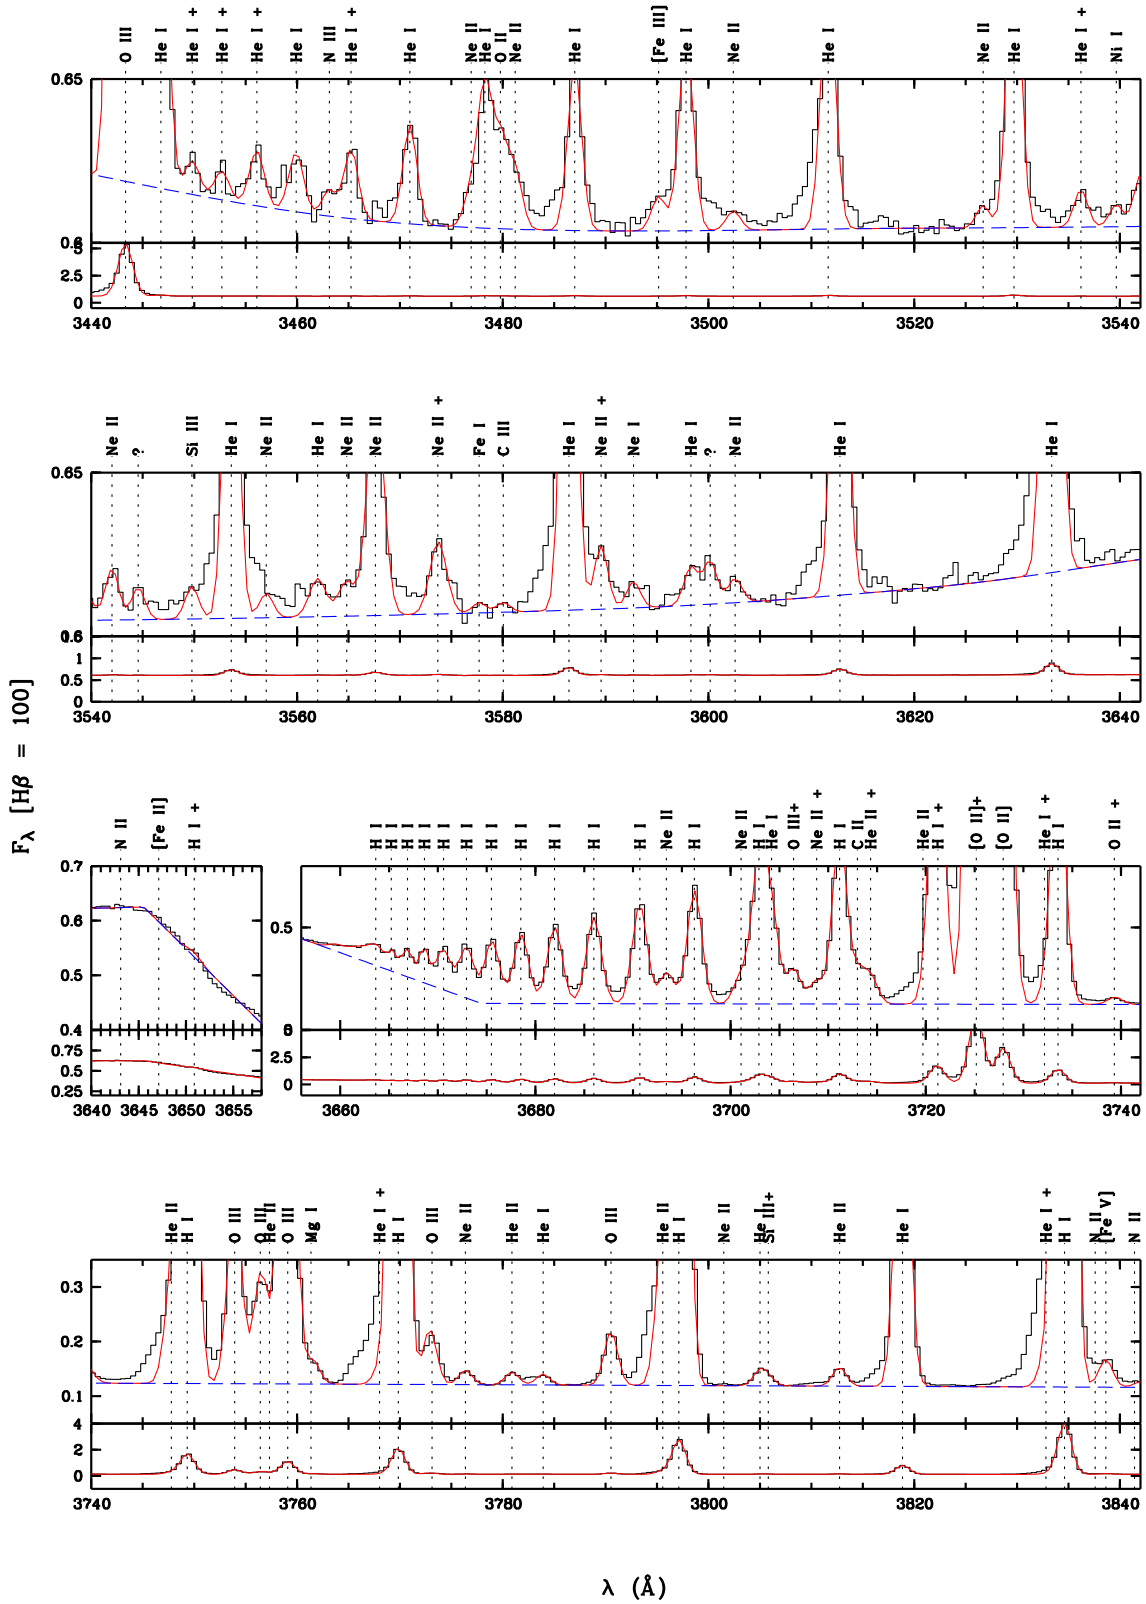 O III He I He I + He I + He I + He I N III He I + He I Ne II He I O II Ne II He I [Fe III] He I Ne II He I Ne II He I He I + Ni I
0.65
0.6
5
2.5
0
3440 3460 3480 3500 3520 3540
Ne II ? Si III He I Ne II He I Ne II Ne II Ne II + Fe I C III He I Ne II + Ne I He I ? Ne II He I He I
0.65
0.6
1
0.5
0
3540 3560 3580 3600 3620 3640
Fλ [Hβ = 100]
N II [Fe II] H I + H I H I H I H I H I H I H I H I H I H I H I Ne II H I Ne II H I He I O III+ Ne II + H I C II He II + He II H I + [O II]+ [O II] He I + H I O II +
0.7
0.6
0.5
0.4
0.5
0
0.75
0.5
0.25
2.5
0
3640 3645 3650 3655 3660 3680 3700 3720 3740
He II H I O III O III He II O III Mg I He I + H I O III Ne II He II He I O III He II H I Ne II He I Si III+ He II He I He I + H I N II [Fe V] N II
0.3
0.2
0.1
4
2
0
3740 3760 3780 3800 3820 3840
λ (Å)